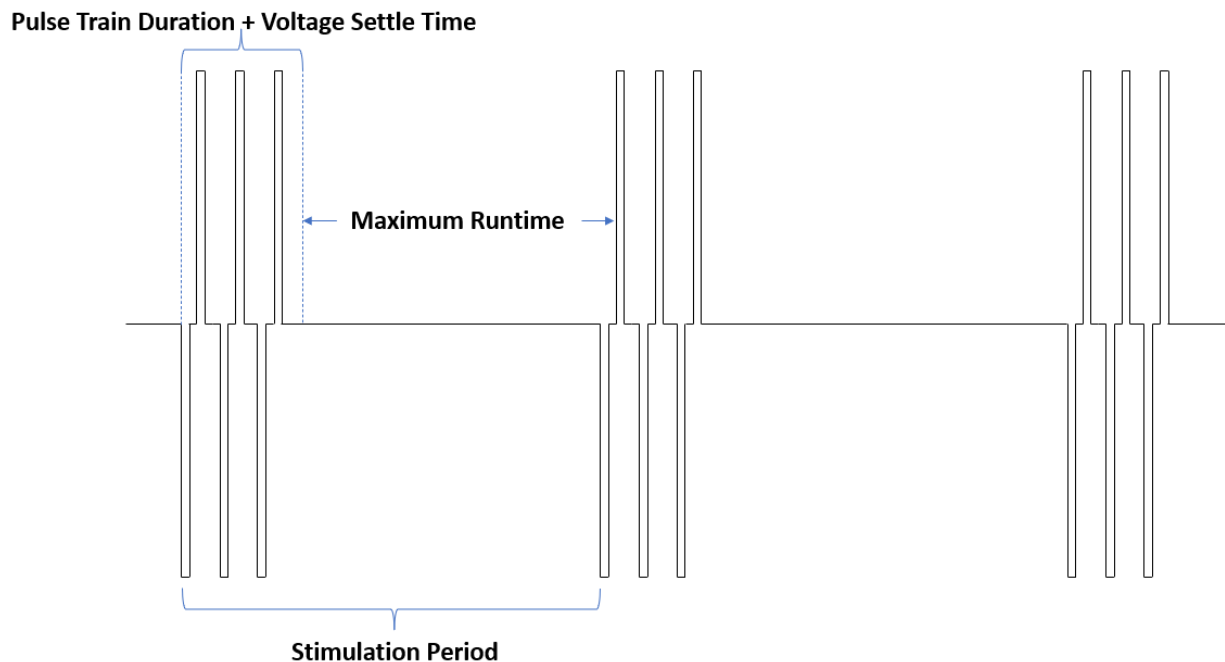 Pulse Train Duration + Voltage Settle Time
Maximum Runtime
Stimulation Period